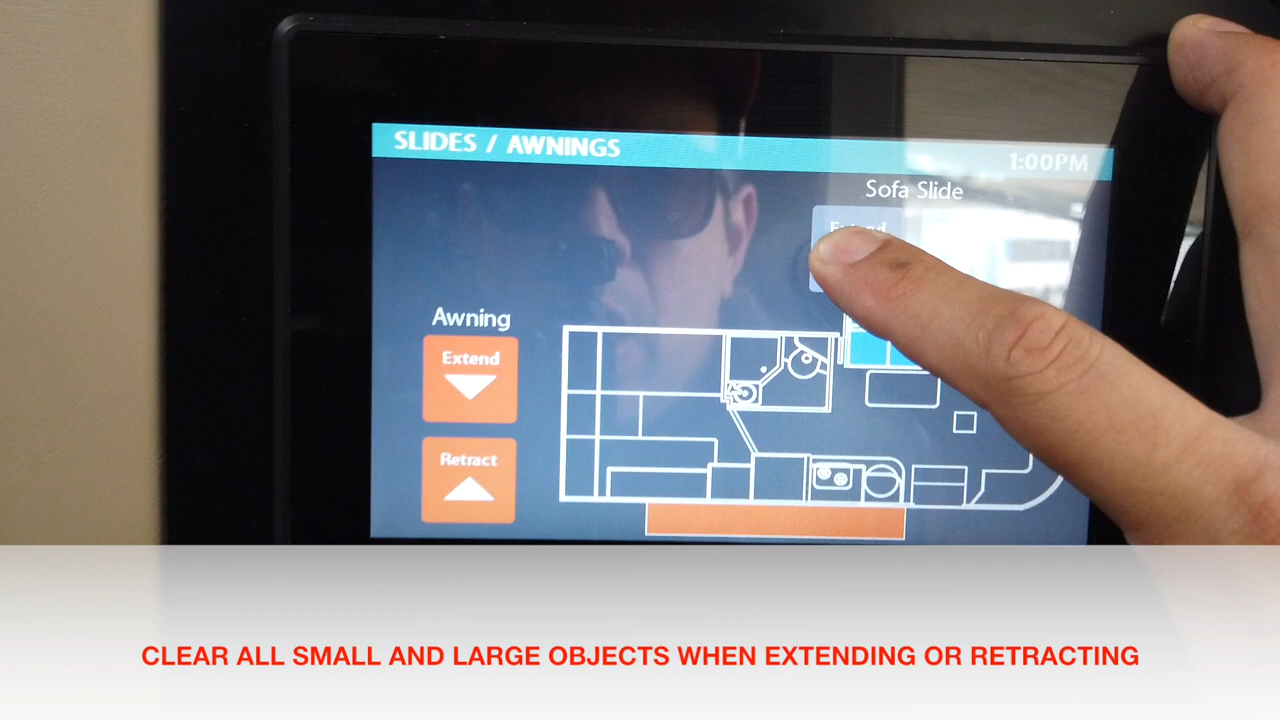 SLIDES / AWNINGS
1:00PM
Sofa Slide
Extend
Awning
Extend
Retract
CLEAR ALL SMALL AND LARGE OBJECTS WHEN EXTENDING OR RETRACTING